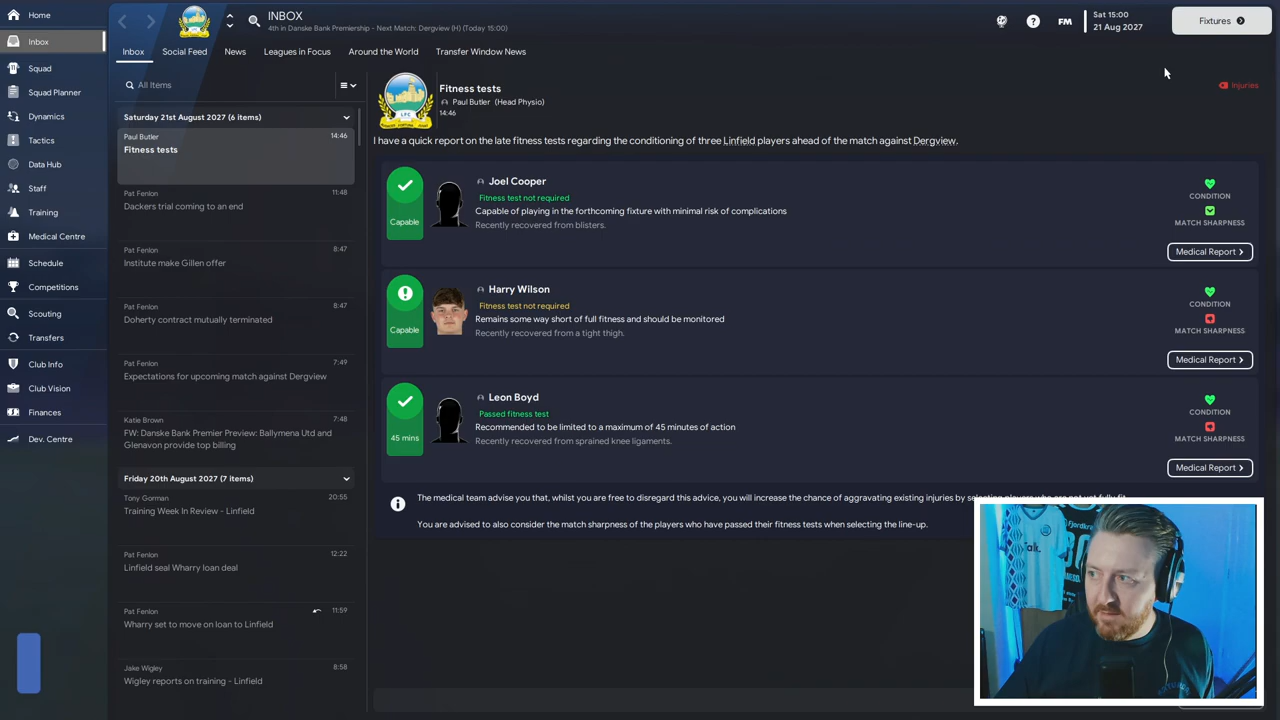 Home
Inbox
Squad
Squad Planner
Dynamics
Tactics
Data Hub
Staff
Training
Medical Centre
Schedule
Competitions
Scouting
Transfers
Club Info
Club Vision
Finances
Dev. Centre
INBOX
4th in Danske Bank Premiership - Next Match: Dergview (H) (Today 15:00)
FM
Sat 15:00
21 Aug 2027
Fixtures
Inbox
Social Feed
News
Leagues in Focus
Around the World
Transfer Window News
All Items
Saturday 21st August 2027 (6 items)
Paul Butler 14:46
Fitness tests
Pat Fenlon 11:48
Dackers trial coming to an end
Pat Fenlon 8:47
Institute make Gillen offer
Pat Fenlon 8:47
Doherty contract mutually terminated
Pat Fenlon 7:49
Expectations for upcoming match against Dergview
Katie Brown 7:48
FW: Danske Bank Premier Preview: Ballymena Utd and
Glenavon provide top billing
Friday 20th August 2027 (7 items)
Tony Gorman 20:55
Training Week In Review - Linfield
Pat Fenlon 12:22
Linfield seal Wharry loan deal
Pat Fenlon 11:59
Wharry set to move on loan to Linfield
Jake Wigley 8:58
Wigley reports on training - Linfield
LFC
Fitness tests
Paul Butler (Head Physio)
14:46
Injuries
I have a quick report on the late fitness tests regarding the conditioning of three Linfield players ahead of the match against Dergview.
Capable
Joel Cooper
Fitness test not required
Capable of playing in the forthcoming fixture with minimal risk of complications
Recently recovered from blisters.
CONDITION
MATCH SHARPNESS
Medical Report
Capable
Harry Wilson
Fitness test not required
Remains some way short of full fitness and should be monitored
Recently recovered from a tight thigh.
CONDITION
MATCH SHARPNESS
Medical Report
45 mins
Leon Boyd
Passed fitness test
Recommended to be limited to a maximum of 45 minutes of action
Recently recovered from sprained knee ligaments.
CONDITION
MATCH SHARPNESS
Medical Report
The medical team advise you that, whilst you are free to disregard this advice, you will increase the chance of aggravating existing injuries by selecting players who are not yet fully fit.
You are advised to also consider the match sharpness of the players who have passed their fitness tests when selecting the line-up.